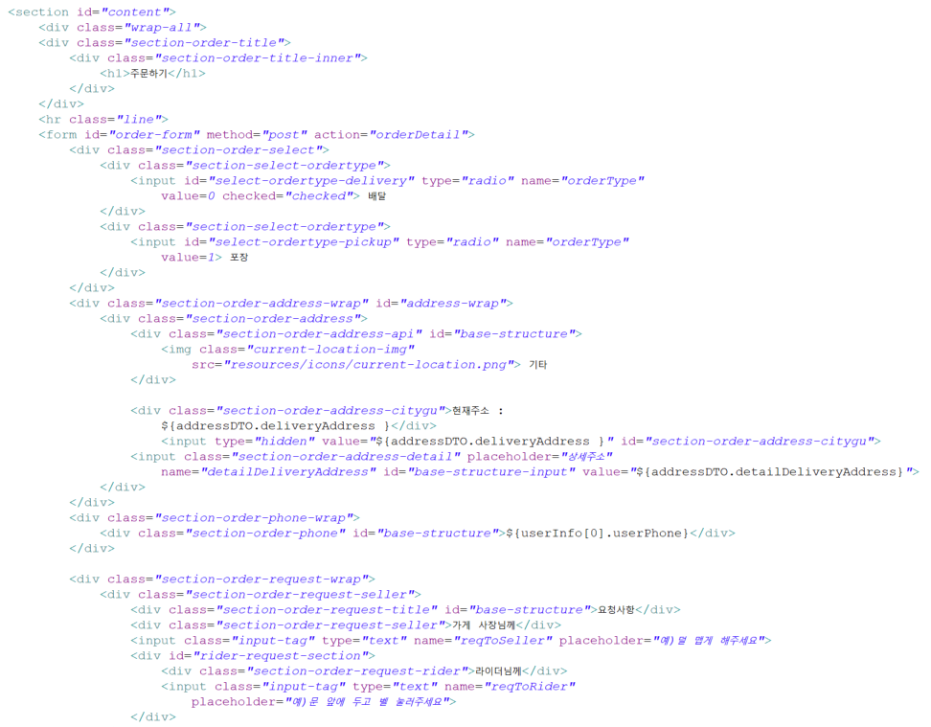 <section id="content">
<div class="wrap-all">
<div class="section-order-title">
<div class="section-order-title-inner">
<h1>주문하기</h1>
</div>
</div>
<hr class="line">
<form id="order-form" method="post" action="orderDetail">
<div class="section-order-select">
<div class="section-select-ordertype">
<input id="select-ordertype-delivery" type="radio" name="orderType"
value=0 checked="checked"> 배달
</div>
<div class="section-select-ordertype">
<input id="select-ordertype-pickup" type="radio" name="orderType"
value=1> 포장
</div>
</div>
<div class="section-order-address-wrap" id="address-wrap">
<div class="section-order-address">
<div class="section-order-address-api" id="base-structure">
<img class="current-location-img"
src="resources/icons/current-location.png"> 기타
</div>
<div class="section-order-address-citygu">현재주소 :
${addressDTO.deliveryAddress }</div>
<input type="hidden" value="${addressDTO.deliveryAddress }" id="section-order-address-citygu">
<input class="section-order-address-detail" placeholder="상세주소"
name="detailDeliveryAddress" id="base-structure-input" value="${addressDTO.detailDeliveryAddress}">
</div>
</div>
<div class="section-order-phone-wrap">
<div class="section-order-phone" id="base-structure">${userInfo[0].userPhone}</div>
</div>
<div class="section-order-request-wrap">
<div class="section-order-request-seller">
<div class="section-order-request-title" id="base-structure">요청사항</div>
<div class="section-order-request-seller">가게 사장님께</div>
<input class="input-tag" type="text" name="reqToSeller" placeholder="예)덜 맵게 해주세요">
<div id="rider-request-section">
<div class="section-order-request-rider">라이더님께</div>
<input class="input-tag" type="text" name="reqToRider"
placeholder="예)문 앞에 두고 벨 눌러주세요">
</div>